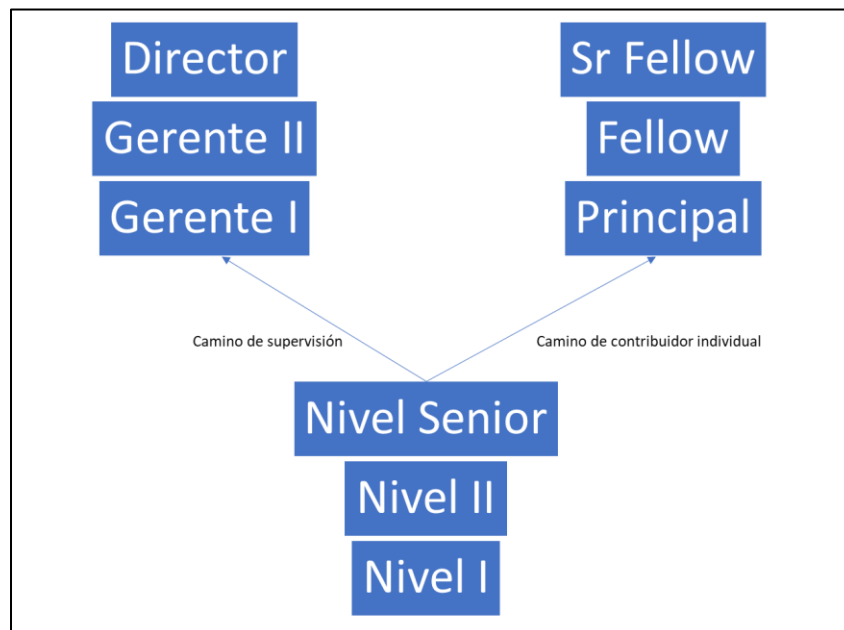 Director
Gerente II
Gerente I
Sr Fellow
Fellow
Principal
Camino de supervisión
Camino de contribuidor individual
Nivel Senior
Nivel II
Nivel I